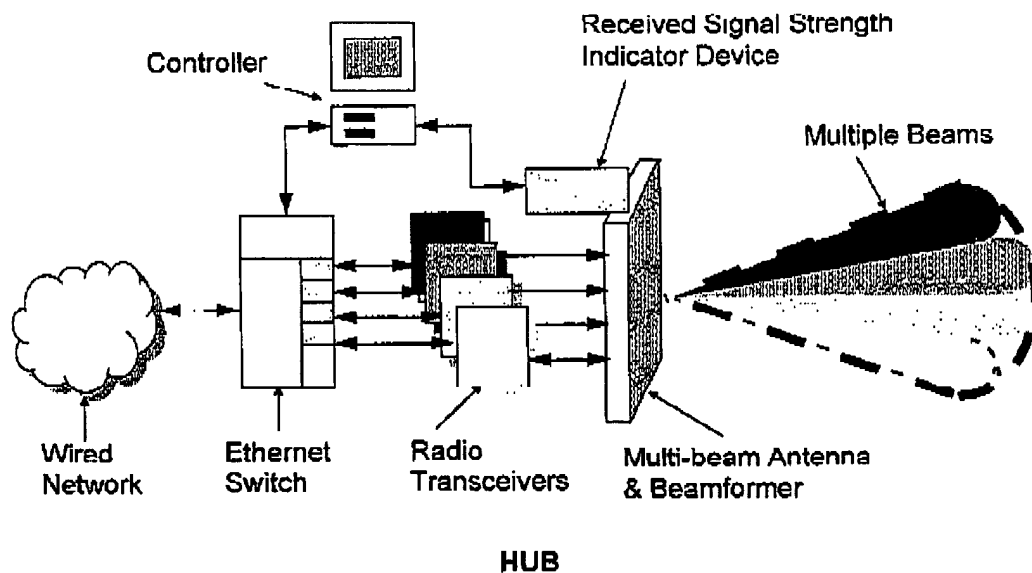 Received Signal Strength
Indicator Device
Controller
Multiple Beams
Wired
Network
Ethernet
Switch
Radio
Transceivers
Multi-beam Antenna
& Beamformer
HUB